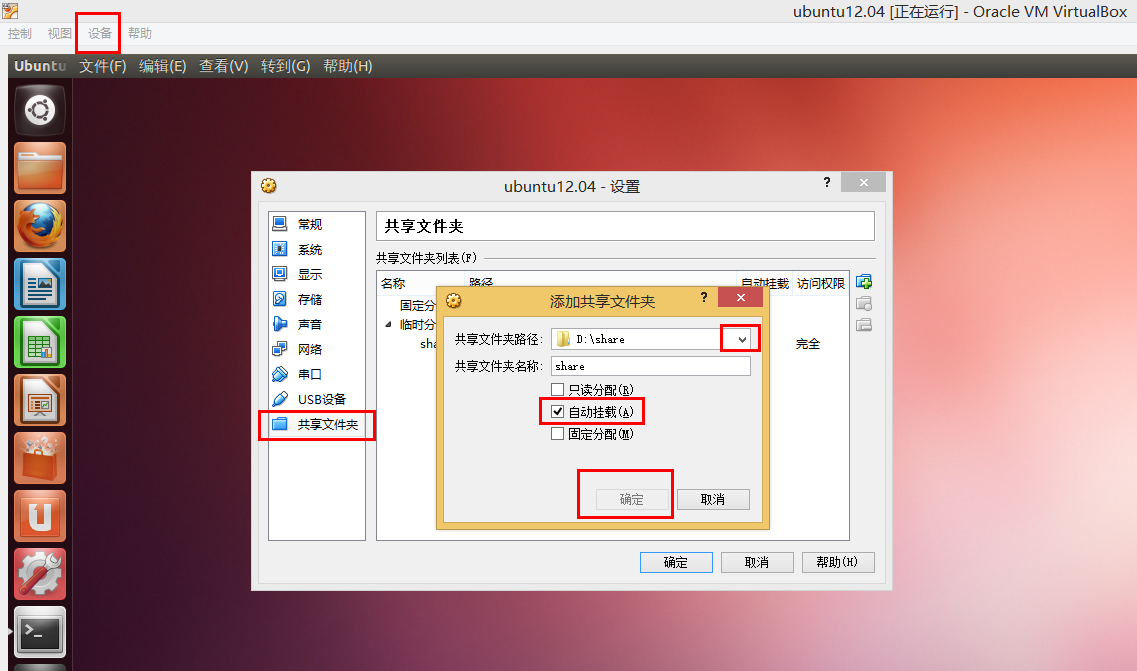 ubuntu12.04 [正在运行] - Oracle VM VirtualBox
控制 视图 设备 帮助
Ubuntu 文件(F) 编辑(E) 查看(V) 转到(G) 帮助(H)
ubuntu12.04 - 设置
?
常规
系统
显示
存储
声音
网络
串口
USB设备
共享文件夹
共享文件夹
共享文件夹列表(F)
名称 路径 自动挂载 访问权限
固定分
临时分
sha
完全
添加共享文件夹
?
共享文件夹路径: D:\share
共享文件夹名称: share
只读分配(R)
自动挂载(A)
固定分配(M)
确定 取消
确定 取消 帮助(H)